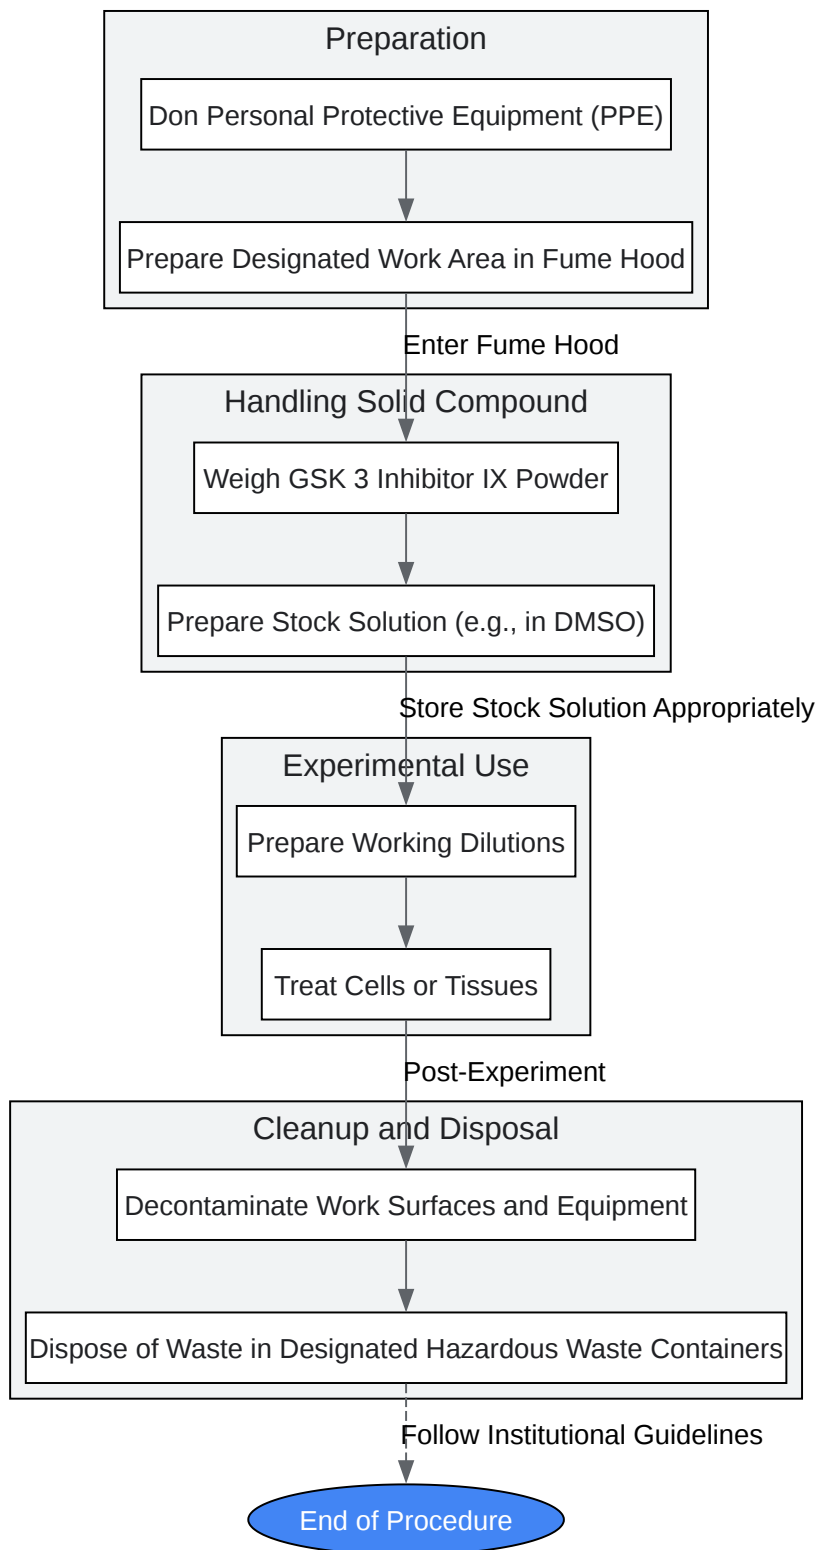 Preparation
Don Personal Protective Equipment (PPE)
Prepare Designated Work Area in Fume Hood
Enter Fume Hood
Handling Solid Compound
Weigh GSK 3 Inhibitor IX Powder
Prepare Stock Solution (e.g., in DMSO)
Store Stock Solution Appropriately
Experimental Use
Prepare Working Dilutions
Treat Cells or Tissues
Post-Experiment
Cleanup and Disposal
Decontaminate Work Surfaces and Equipment
Dispose of Waste in Designated Hazardous Waste Containers
Follow Institutional Guidelines
End of Procedure